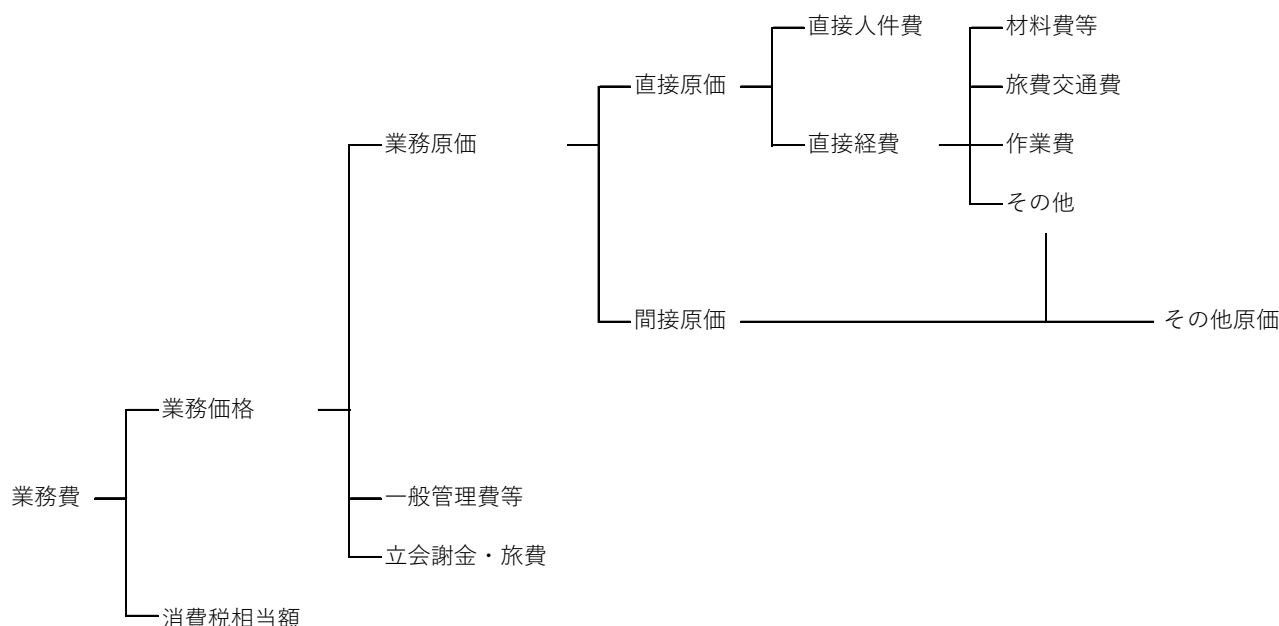 直接人件費
材料費等
直接原価
旅費交通費
業務原価
直接経費
作業費
その他
間接原価
その他原価
業務価格
業務費
一般管理費等
立会謝金・旅費
消費税相当額